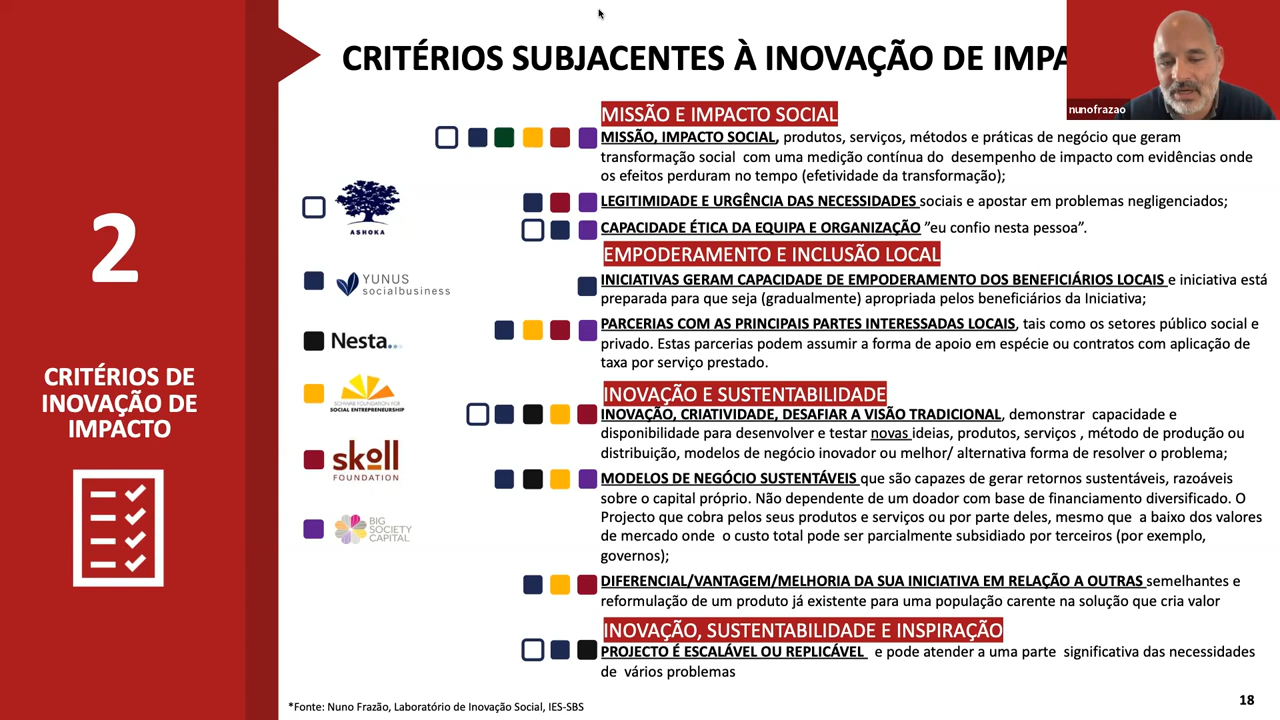 CRITÉRIOS SUBJACENTES À INOVAÇÃO DE IMPA
nunofrazao
2
CRITÉRIOS DE
INOVAÇÃO DE
IMPACTO
ASHOKA
YUNUS
socialbusiness
Nesta...
SCHWAB FOUNDATION FOR
SOCIAL ENTREPRENEURSHIP
skoll
FOUNDATION
BIG
SOCIETY
CAPITAL
MISSÃO E IMPACTO SOCIAL
MISSÃO, IMPACTO SOCIAL, produtos, serviços, métodos e práticas de negócio que geram
transformação social com uma medição contínua do desempenho de impacto com evidências onde
os efeitos perduram no tempo (efetividade da transformação);
LEGITIMIDADE E URGÊNCIA DAS NECESSIDADES sociais e apostar em problemas negligenciados;
CAPACIDADE ÉTICA DA EQUIPA E ORGANIZAÇÃO ”eu confio nesta pessoa”.
EMPODERAMENTO E INCLUSÃO LOCAL
INICIATIVAS GERAM CAPACIDADE DE EMPODERAMENTO DOS BENEFICIÁRIOS LOCAIS e iniciativa está
preparada para que seja (gradualmente) apropriada pelos beneficiários da Iniciativa;
PARCERIAS COM AS PRINCIPAIS PARTES INTERESSADAS LOCAIS, tais como os setores público social e
privado. Estas parcerias podem assumir a forma de apoio em espécie ou contratos com aplicação de
taxa por serviço prestado.
INOVAÇÃO E SUSTENTABILIDADE
INOVAÇÃO, CRIATIVIDADE, DESAFIAR A VISÃO TRADICIONAL, demonstrar capacidade e
disponibilidade para desenvolver e testar novas ideias, produtos, serviços , método de produção ou
distribuição, modelos de negócio inovador ou melhor/ alternativa forma de resolver o problema;
MODELOS DE NEGÓCIO SUSTENTÁVEIS que são capazes de gerar retornos sustentáveis, razoáveis
sobre o capital próprio. Não dependente de um doador com base de financiamento diversificado. O
Projecto que cobra pelos seus produtos e serviços ou por parte deles, mesmo que a baixo dos valores
de mercado onde o custo total pode ser parcialmente subsidiado por terceiros (por exemplo,
governos);
DIFERENCIAL/VANTAGEM/MELHORIA DA SUA INICIATIVA EM RELAÇÃO A OUTRAS semelhantes e
reformulação de um produto já existente para uma população carente na solução que cria valor
INOVAÇÃO, SUSTENTABILIDADE E INSPIRAÇÃO
PROJECTO É ESCALÁVEL OU REPLICÁVEL e pode atender a uma parte significativa das necessidades
de vários problemas
*Fonte: Nuno Frazão, Laboratório de Inovação Social, IES-SBS
18